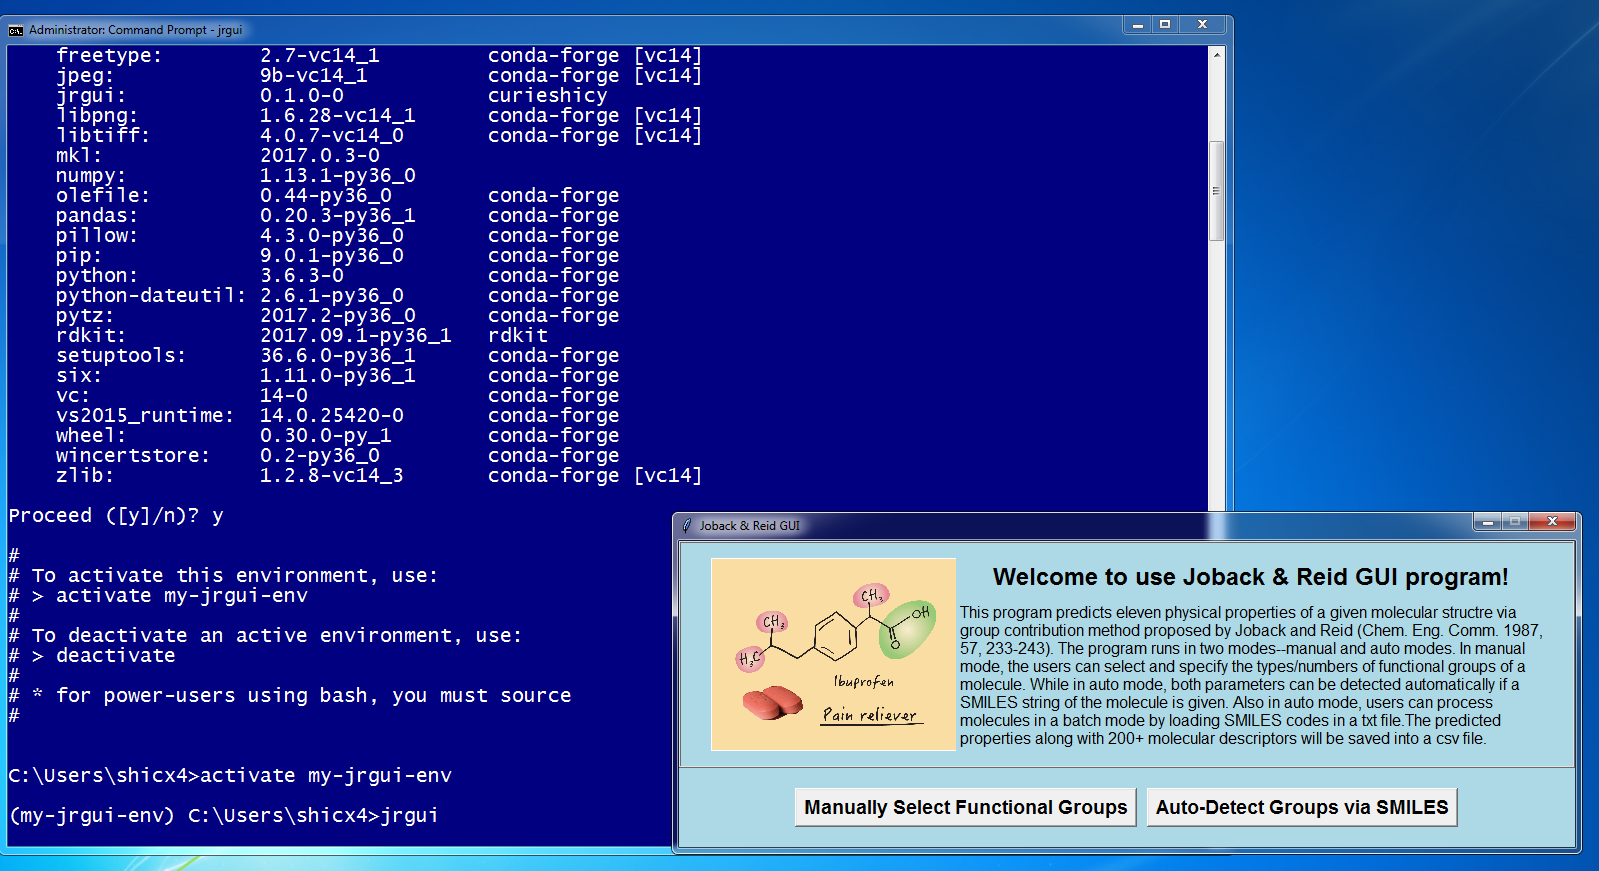 Administrator: Command Prompt - jrgui
freetype: 2.7-vc14_1 conda-forge [vc14]
jpeg: 9b-vc14_1 conda-forge [vc14]
jrgui: 0.1.0-0 curieshicy
libpng: 1.6.28-vc14_1 conda-forge [vc14]
libtiff: 4.0.7-vc14_0 conda-forge [vc14]
mkl: 2017.0.3-0
numpy: 1.13.1-py36_0
olefile: 0.44-py36_0 conda-forge
pandas: 0.20.3-py36_1 conda-forge
pillow: 4.3.0-py36_0 conda-forge
pip: 9.0.1-py36_0 conda-forge
python: 3.6.3-0 conda-forge
python-dateutil: 2.6.1-py36_0 conda-forge
pytz: 2017.2-py36_0 conda-forge
rdkit: 2017.09.1-py36_1 rdkit
setuptools: 36.6.0-py36_1 conda-forge
six: 1.11.0-py36_1 conda-forge
vc: 14-0 conda-forge
vs2015_runtime: 14.0.25420-0 conda-forge
wheel: 0.30.0-py_1 conda-forge
wincertstore: 0.2-py36_0 conda-forge
zlib: 1.2.8-vc14_3 conda-forge [vc14]
Proceed ([y]/n)? y
#
# To activate this environment, use:
# > activate my-jrgui-env
#
# To deactivate an active environment, use:
# > deactivate
#
# * for power-users using bash, you must source
#
C:\Users\shicx4>activate my-jrgui-env
(my-jrgui-env) C:\Users\shicx4>jrgui
Joback & Reid GUI
CH3
CH3
OH
H3C
O
Ibuprofen
Pain reliever
Welcome to use Joback & Reid GUI program!
This program predicts eleven physical properties of a given molecular structre via
group contribution method proposed by Joback and Reid (Chem. Eng. Comm. 1987,
57, 233-243). The program runs in two modes--manual and auto modes. In manual
mode, the users can select and specify the types/numbers of functional groups of a
molecule. While in auto mode, both parameters can be detected automatically if a
SMILES string of the molecule is given. Also in auto mode, users can process
molecules in a batch mode by loading SMILES codes in a txt file.The predicted
properties along with 200+ molecular descriptors will be saved into a csv file.
Manually Select Functional Groups
Auto-Detect Groups via SMILES